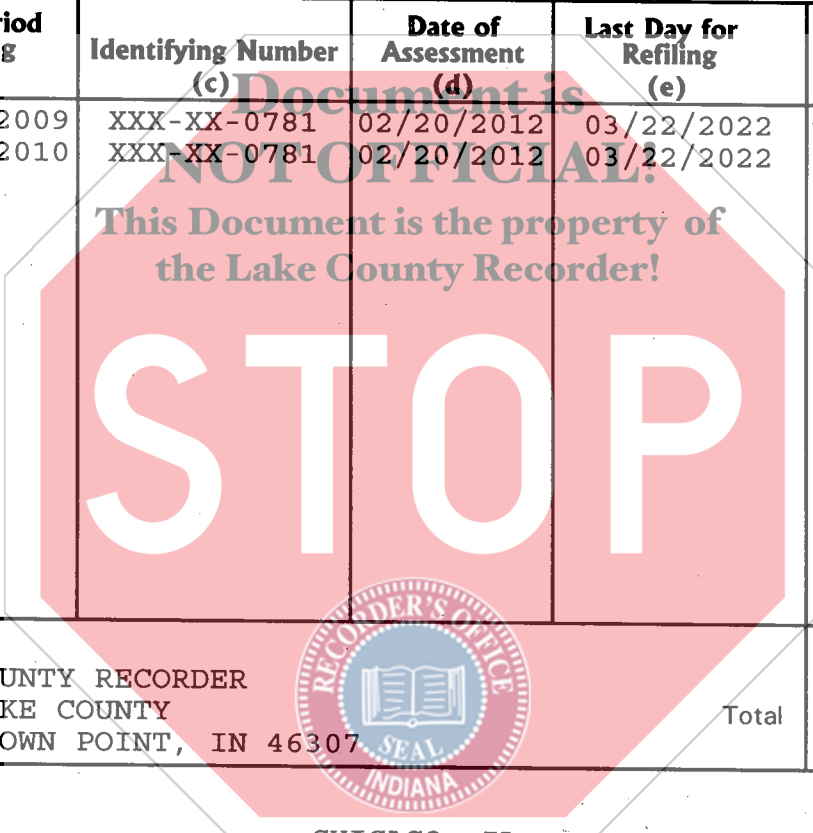 riod
g
Identifying Number
(c)
Date of
Assessment
(d)
Last Day for
Refiling
(e)
Document is
2009 XXX-XX-0781 02/20/2012 03/22/2022
2010 XXX-XX-0781 02/20/2012 03/22/2022
NOT OFFICIAL!
This Document is the property of
the Lake County Recorder!
STOP
RECORDER'S OFFICE
SEAL
INDIANA
UNTY RECORDER
KE COUNTY
OWN POINT, IN 46307
Total